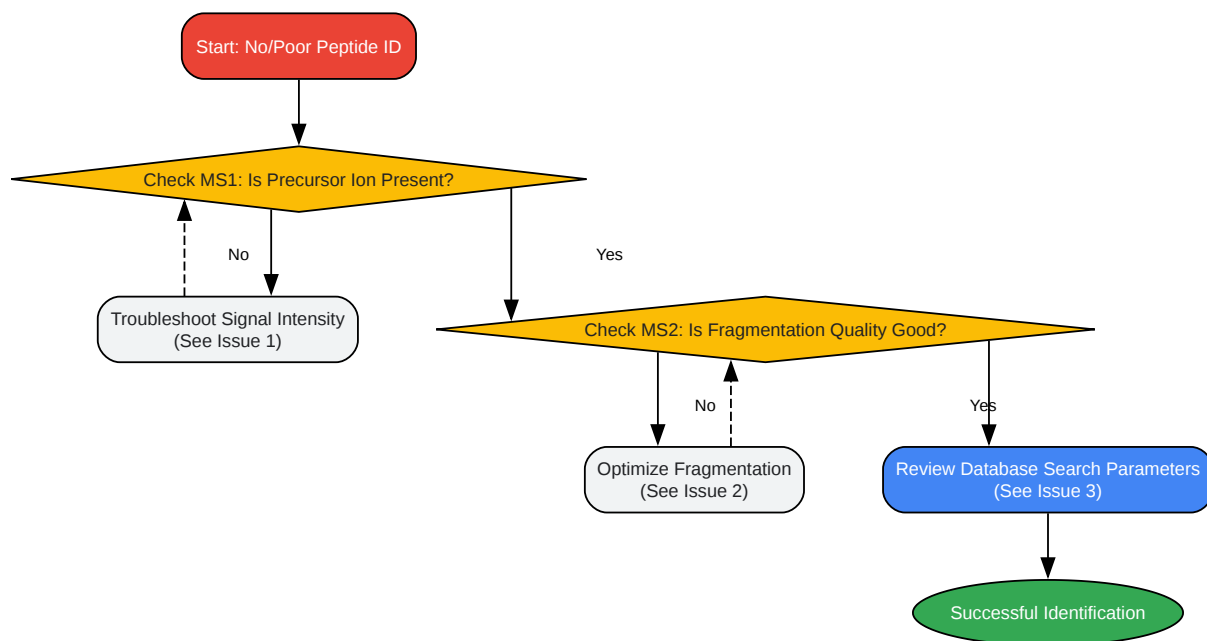 Start: No/Poor Peptide ID
Check MS1: Is Precursor Ion Present?
No
Yes
Troubleshoot Signal Intensity
(See Issue 1)
Check MS2: Is Fragmentation Quality Good?
No
Yes
Optimize Fragmentation
(See Issue 2)
Review Database Search Parameters
(See Issue 3)
Successful Identification